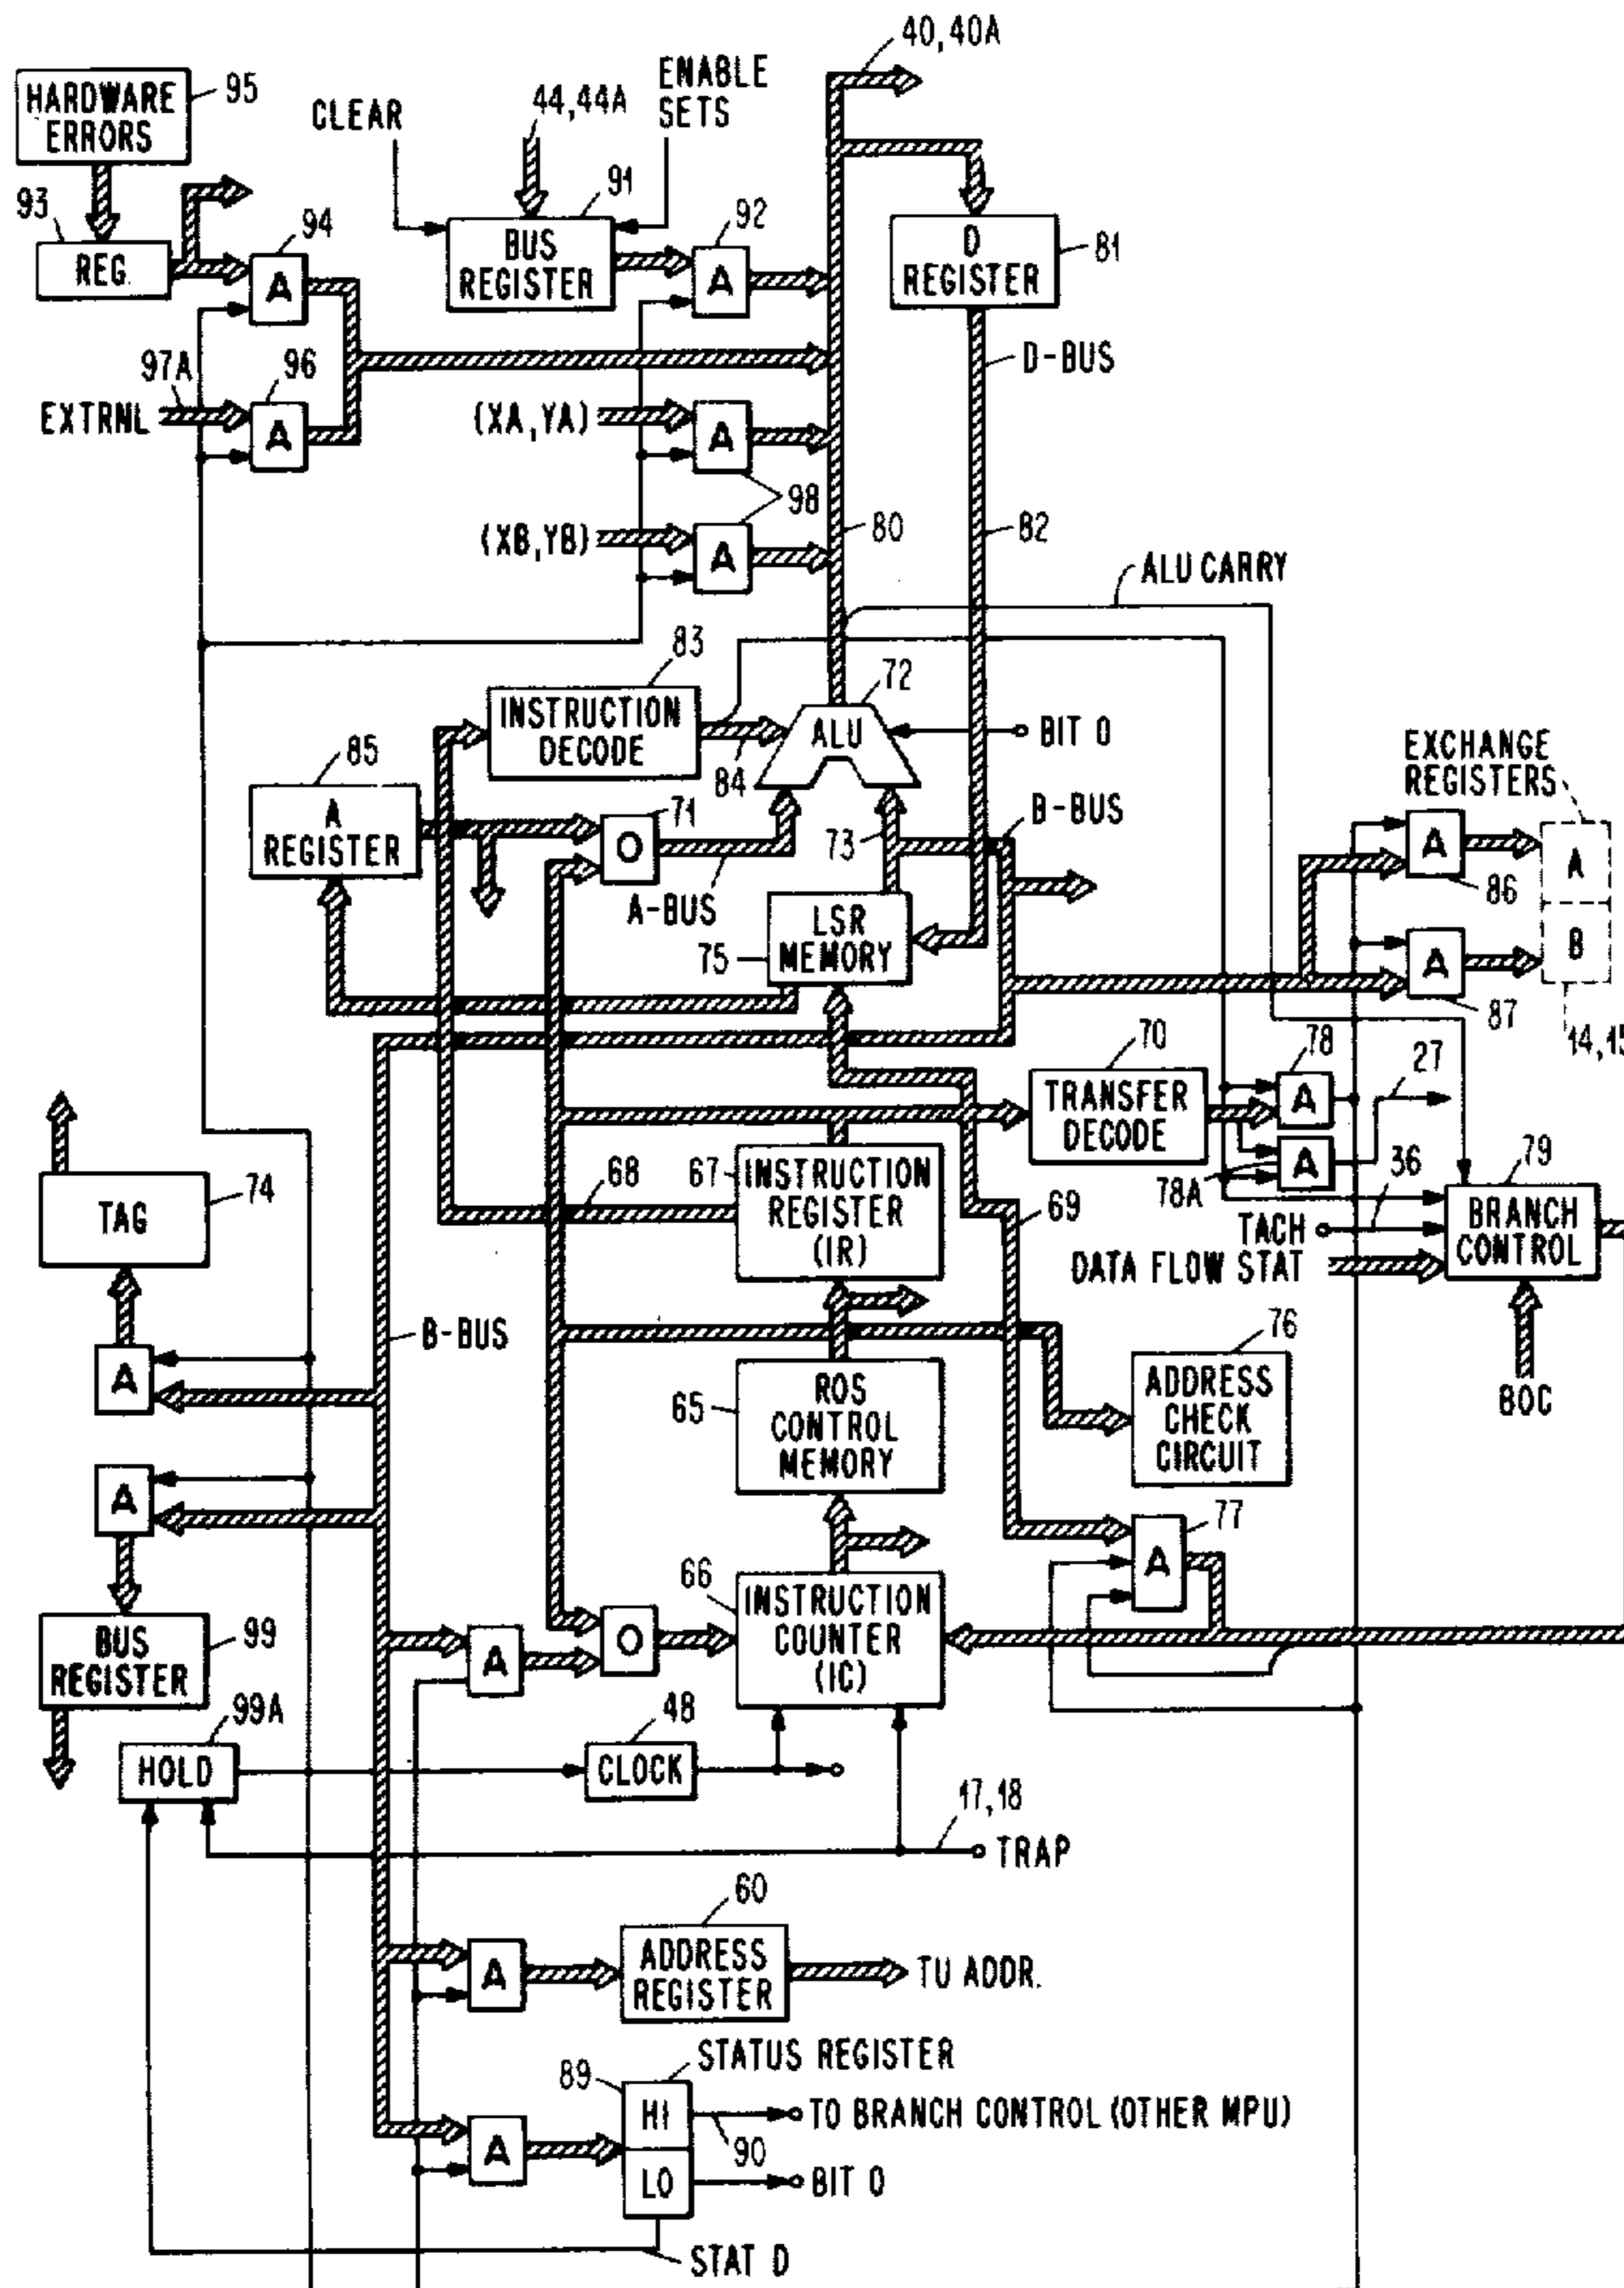 40,40A
HARDWARE
ERRORS
95
CLEAR
44,44A
ENABLE
SETS
93
REG.
94
A
91
BUS
REGISTER
92
A
D
REGISTER
81
D-BUS
97A
EXTRNL
96
A
(XA,YA)
A
98
(XB,YB)
A
80
82
ALU CARRY
83
INSTRUCTION
DECODE
84
72
ALU
BIT 0
85
A
REGISTER
71
O
A-BUS
73
B-BUS
EXCHANGE
REGISTERS
A
86
A
B
A
87
14,15
LSR
MEMORY
75
70
TRANSFER
DECODE
78
A
27
A
78A
36
79
TAG
74
68
67
INSTRUCTION
REGISTER
(IR)
69
TACH
DATA FLOW STAT
BRANCH
CONTROL
BOC
B-BUS
A
65
ROS
CONTROL
MEMORY
76
ADDRESS
CHECK
CIRCUIT
A
77
A
BUS
REGISTER
99
A
O
66
INSTRUCTION
COUNTER
(IC)
99A
HOLD
48
CLOCK
17,18
TRAP
A
60
ADDRESS
REGISTER
TU ADDR.
STATUS REGISTER
89
A
HI
90
TO BRANCH CONTROL (OTHER MPU)
LO
BIT 0
STAT D